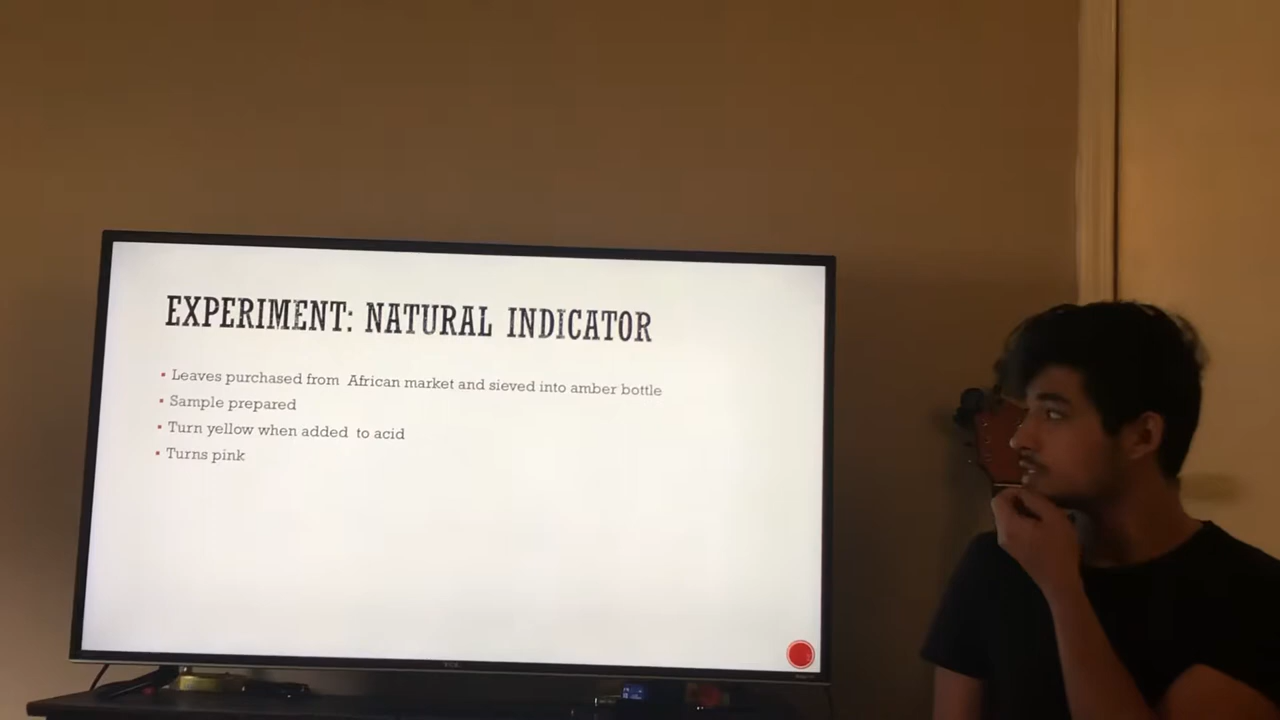 EXPERIMENT: NATURAL INDICATOR
• Leaves purchased from African market and sieved into amber bottle
• Sample prepared
• Turn yellow when added to acid
• Turns pink
TCL